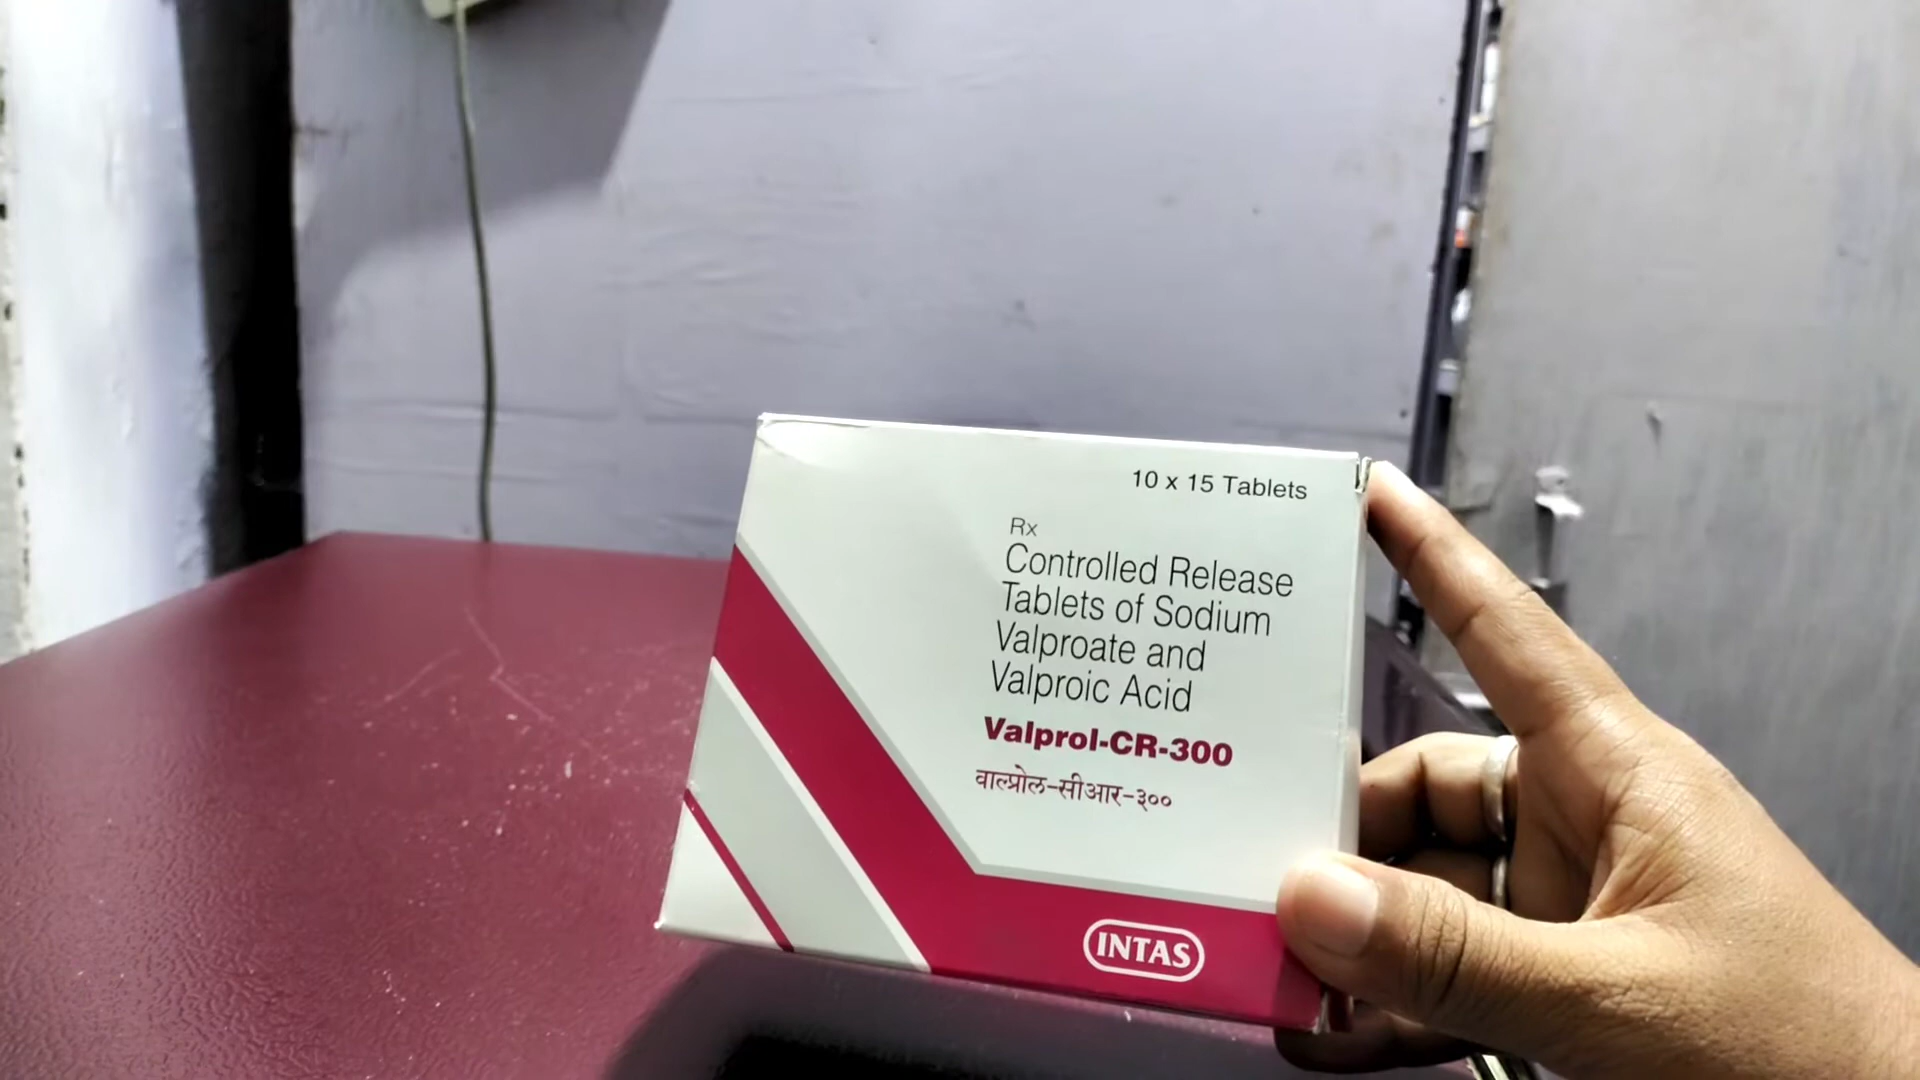 10 x 15 Tablets
Rx
Controlled Release
Tablets of Sodium
Valproate and
Valproic Acid
Valprol-CR-300
वाल्प्रोल-सीआर-३००
INTAS